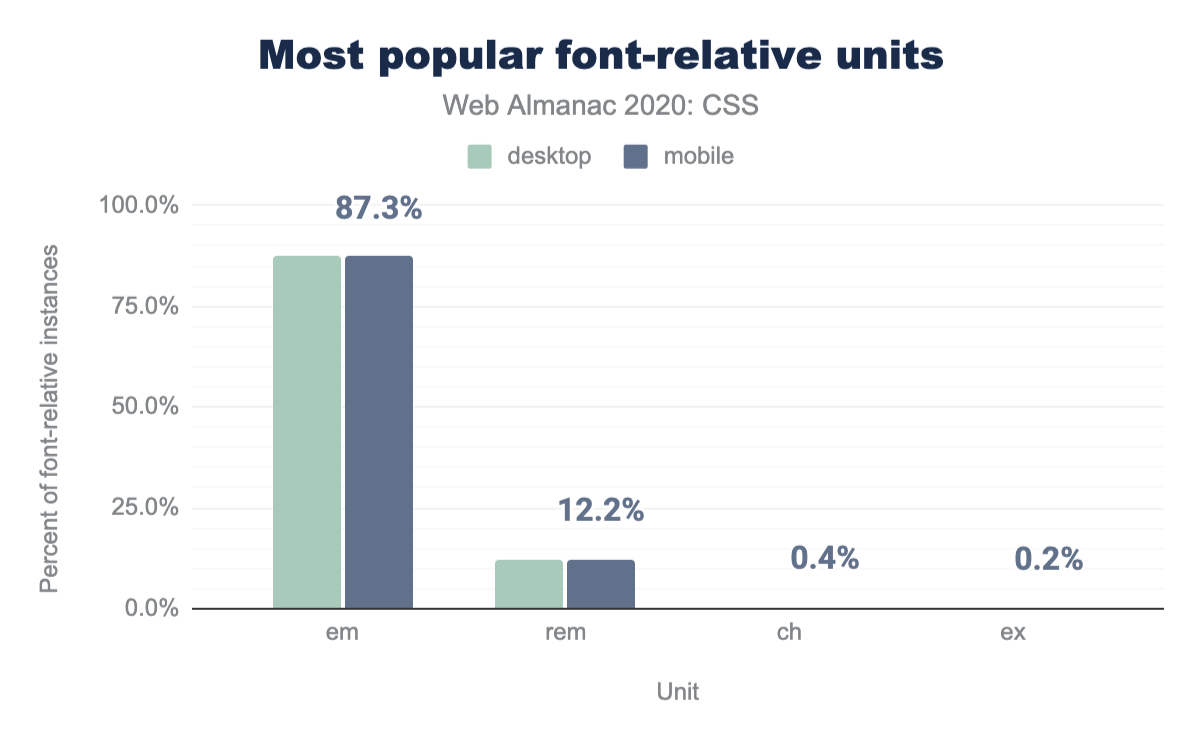 Most popular font-relative units
Web Almanac 2020: CSS
desktop mobile
Percent of font-relative instances
100.0%
75.0%
50.0%
25.0%
0.0%
87.3%
12.2%
0.4%
0.2%
em rem ch ex
Unit